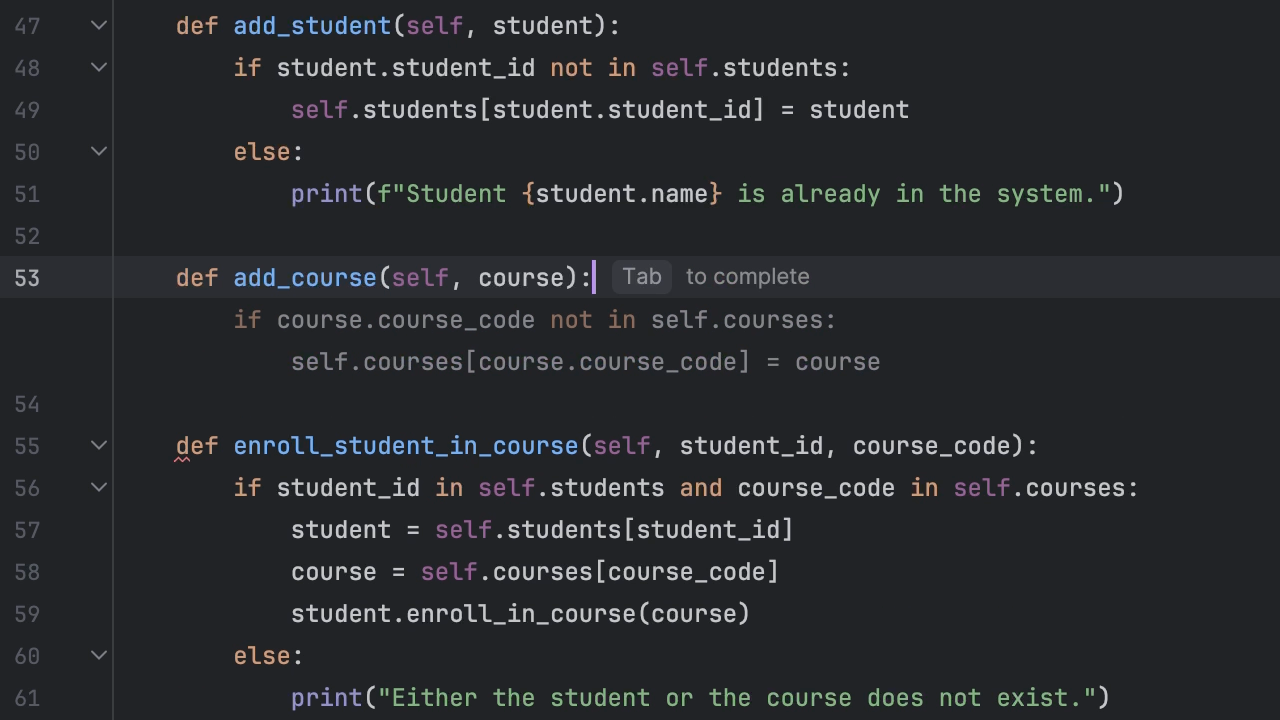 47 def add_student(self, student):
48 if student.student_id not in self.students:
49 self.students[student.student_id] = student
50 else:
51 print(f"Student {student.name} is already in the system.")
52
53 def add_course(self, course): Tab to complete
if course.course_code not in self.courses:
self.courses[course.course_code] = course
54
55 def enroll_student_in_course(self, student_id, course_code):
56 if student_id in self.students and course_code in self.courses:
57 student = self.students[student_id]
58 course = self.courses[course_code]
59 student.enroll_in_course(course)
60 else:
61 print("Either the student or the course does not exist.")